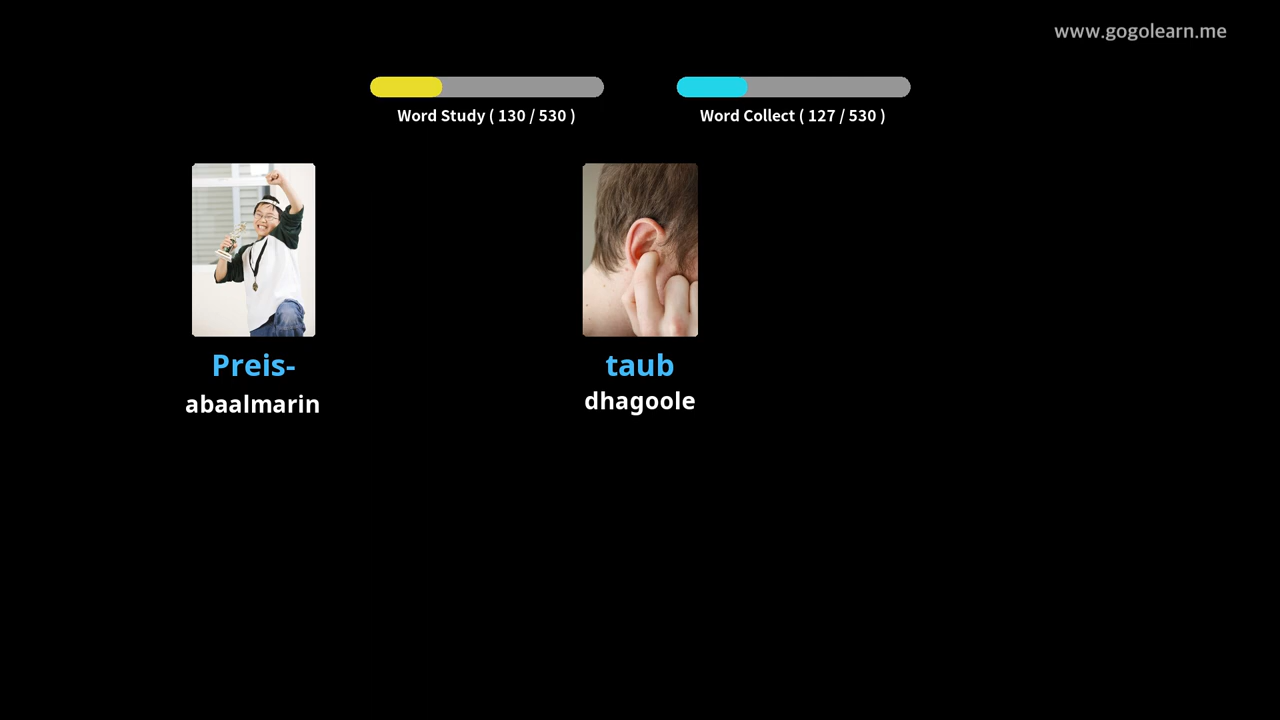 www.gogolearn.me
Word Study ( 130 / 530 )
Word Collect ( 127 / 530 )
Preis-
abaalmarin
taub
dhagoole